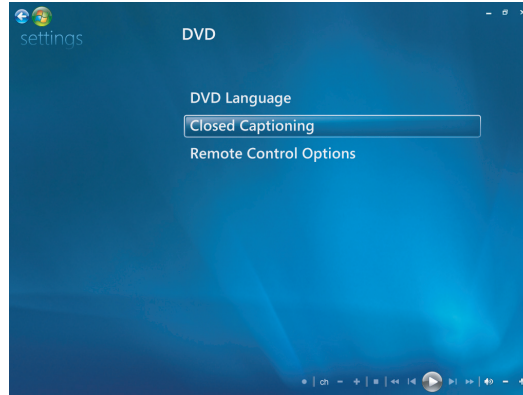 settings
DVD
DVD Language
Closed Captioning
Remote Control Options
ch